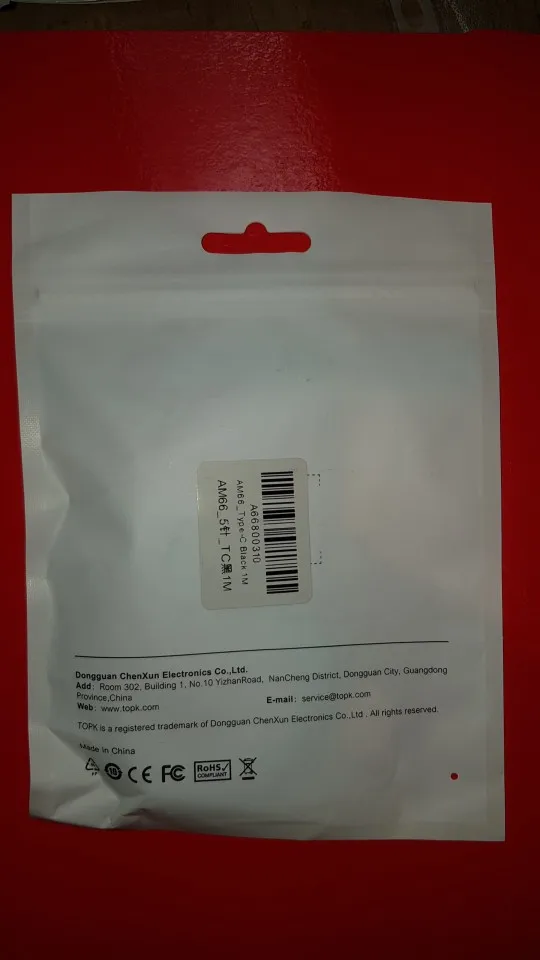 A66800310
AM66_Type-C Black 1M
AM66_5针_TC黑1M
Dongguan ChenXun Electronics Co.,Ltd.
Add: Room 302, Building 1, No.10 YizhanRoad, NanCheng District, Dongguan City, Guangdong
Province,China
E-mail: service@topk.com
Web: www.topk.com
TOPK is a registered trademark of Dongguan ChenXun Electronics Co.,Ltd . All rights reserved.
Made in China
CE FC RoHS
COMPLIANT